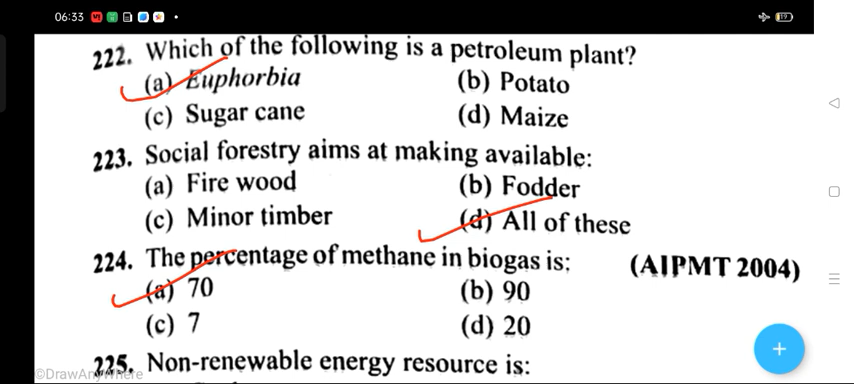 06:33
19
222. Which of the following is a petroleum plant?
(a) Euphorbia (b) Potato
(c) Sugar cane (d) Maize
223. Social forestry aims at making available:
(a) Fire wood (b) Fodder
(c) Minor timber (d) All of these
224. The percentage of methane in biogas is: (AIPMT 2004)
(a) 70 (b) 90
(c) 7 (d) 20
225. Non-renewable energy resource is:
©DrawAnyWhere